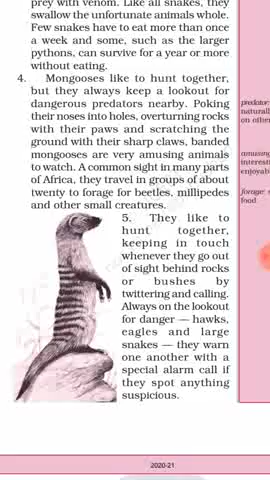 prey with venom. Like all snakes, they
swallow the unfortunate animals whole.
Few snakes have to eat more than once
a week and some, such as the larger
pythons, can survive for a year or more
without eating.
4. Mongooses like to hunt together,
but they always keep a lookout for
dangerous predators nearby. Poking
their noses into holes, overturning rocks
with their paws and scratching the
ground with their sharp claws, banded
mongooses are very amusing animals
to watch. A common sight in many parts
of Africa, they travel in groups of about
twenty to forage for beetles, millipedes
and other small creatures.
5. They like to
hunt together,
keeping in touch
whenever they go out
of sight behind rocks
or bushes by
twittering and calling.
Always on the lookout
for danger — hawks,
eagles and large
snakes — they warn
one another with a
special alarm call if
they spot anything
suspicious.
predator:
naturall
on other
amusing
interesti
enjoyabl
forage: s
food
2020-21